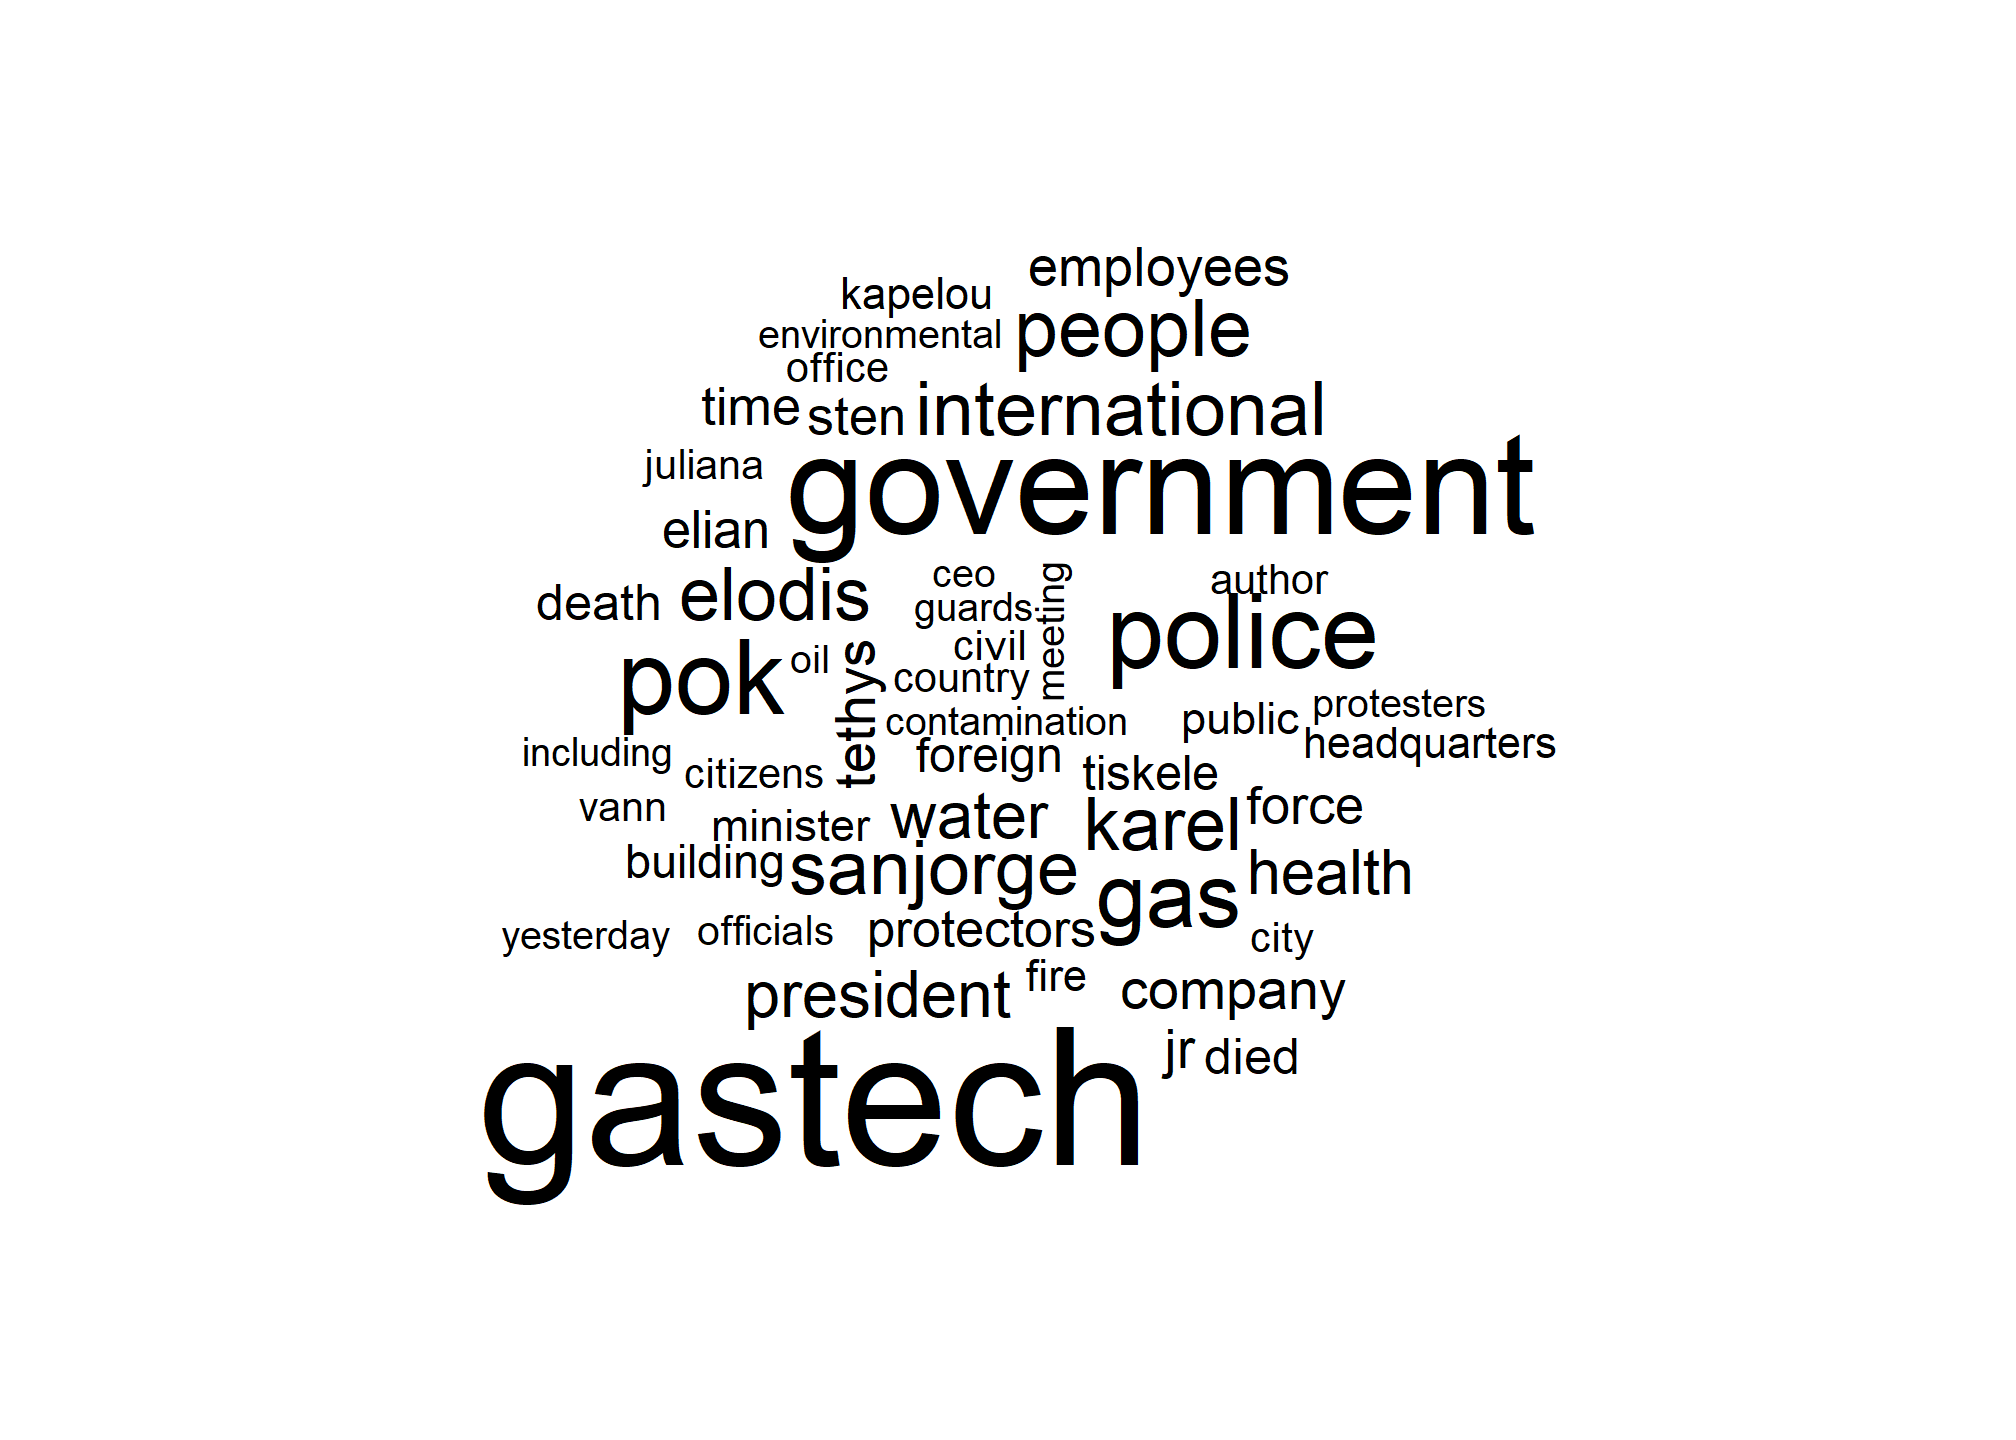 employees
kapelou
people
environmental
office
international
time
sten
government
juliana
elian
ceo
meeting
author
elodis
death
guards
police
civil
pok
oil
tethys
country
protesters
public
contamination
headquarters
including
foreign
citizens
tiskele
vann
force
minister
water
karel
building
sanjorge
health
gas
yesterday
officials
protectors
city
fire
president
company
jr
died
gastech